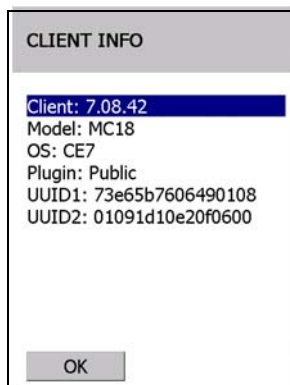 CLIENT INFO
Client: 7.08.42
Model: MC18
OS: CE7
Plugin: Public
UUID1: 73e65b7606490108
UUID2: 01091d10e20f0600
OK